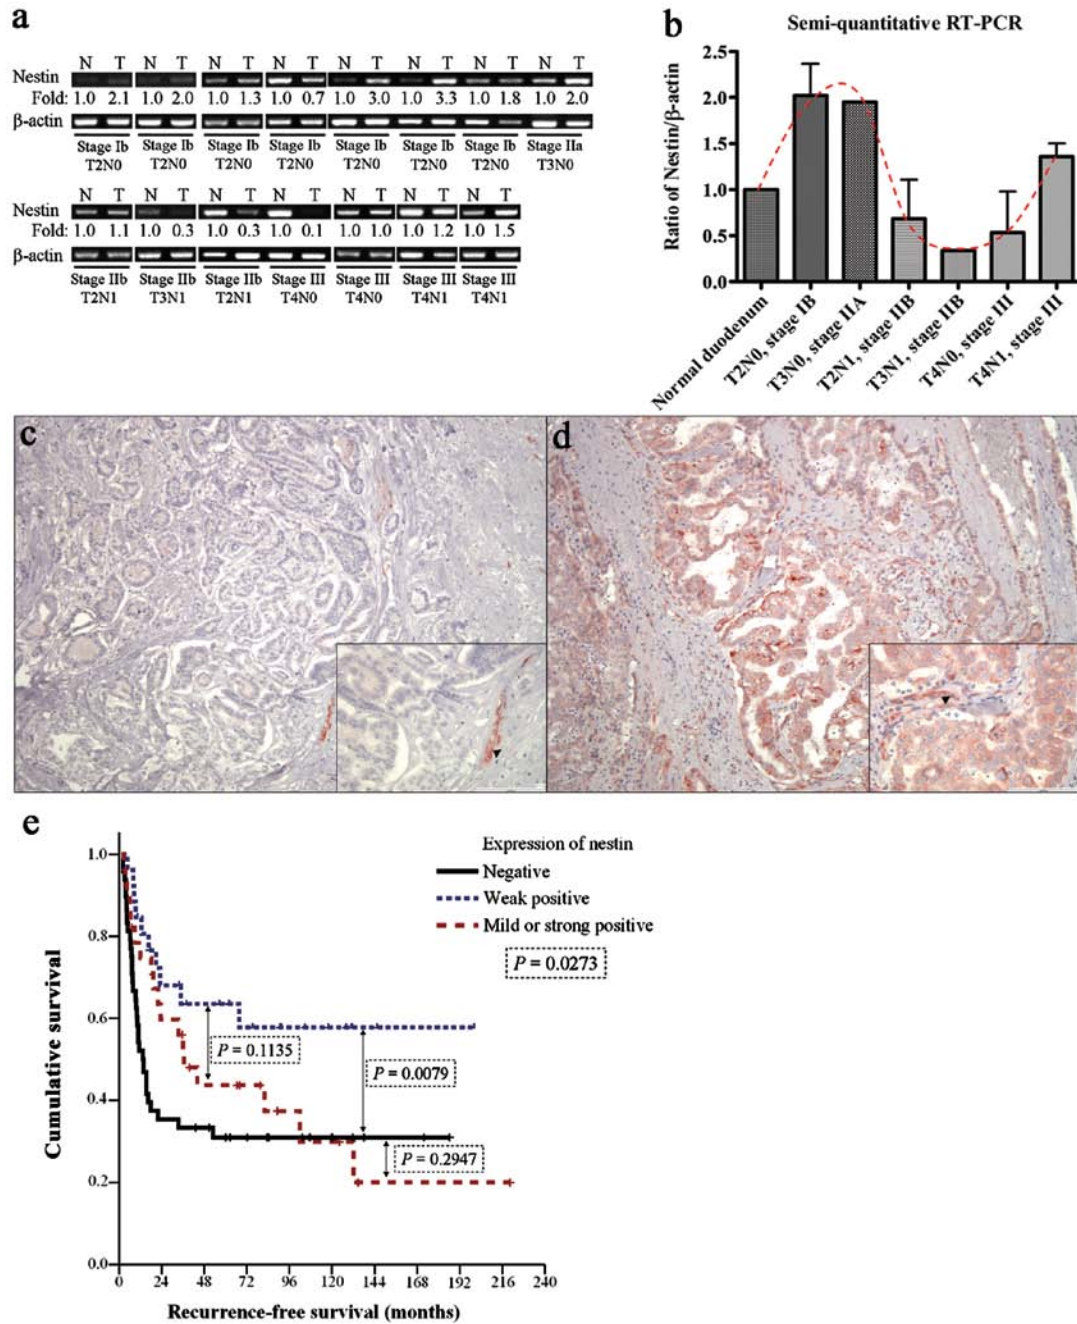 a
N T N T N T N T N T N T N T N T
Nestin
Fold: 1.0 2.1 1.0 2.0 1.0 1.3 1.0 0.7 1.0 3.0 1.0 3.3 1.0 1.8 1.0 2.0
β-actin
Stage Ib Stage Ib Stage Ib Stage Ib Stage Ib Stage Ib Stage Ib Stage IIa
T2N0 T2N0 T2N0 T2N0 T2N0 T2N0 T2N0 T3N0
N T N T N T N T N T N T N T
Nestin
Fold: 1.0 1.1 1.0 0.3 1.0 0.3 1.0 0.1 1.0 1.0 1.0 1.2 1.0 1.5
β-actin
Stage IIb Stage IIb Stage IIb Stage III Stage III Stage III Stage III
T2N1 T3N1 T2N1 T4N0 T4N0 T4N1 T4N1
b
Semi-quantitative RT-PCR
Ratio of Nestin/β-actin
2.5
2.0
1.5
1.0
0.5
0.0
Normal duodenum
T2N0, stage IB
T3N0, stage IIA
T2N1, stage IIB
T3N1, stage IIB
T4N0, stage III
T4N1, stage III
c
d
e
Expression of nestin
Negative
Weak positive
Mild or strong positive
P = 0.0273
P = 0.1135
P = 0.0079
P = 0.2947
Cumulative survival
1.0
0.8
0.6
0.4
0.2
0.0
0 24 48 72 96 120 144 168 192 216 240
Recurrence-free survival (months)